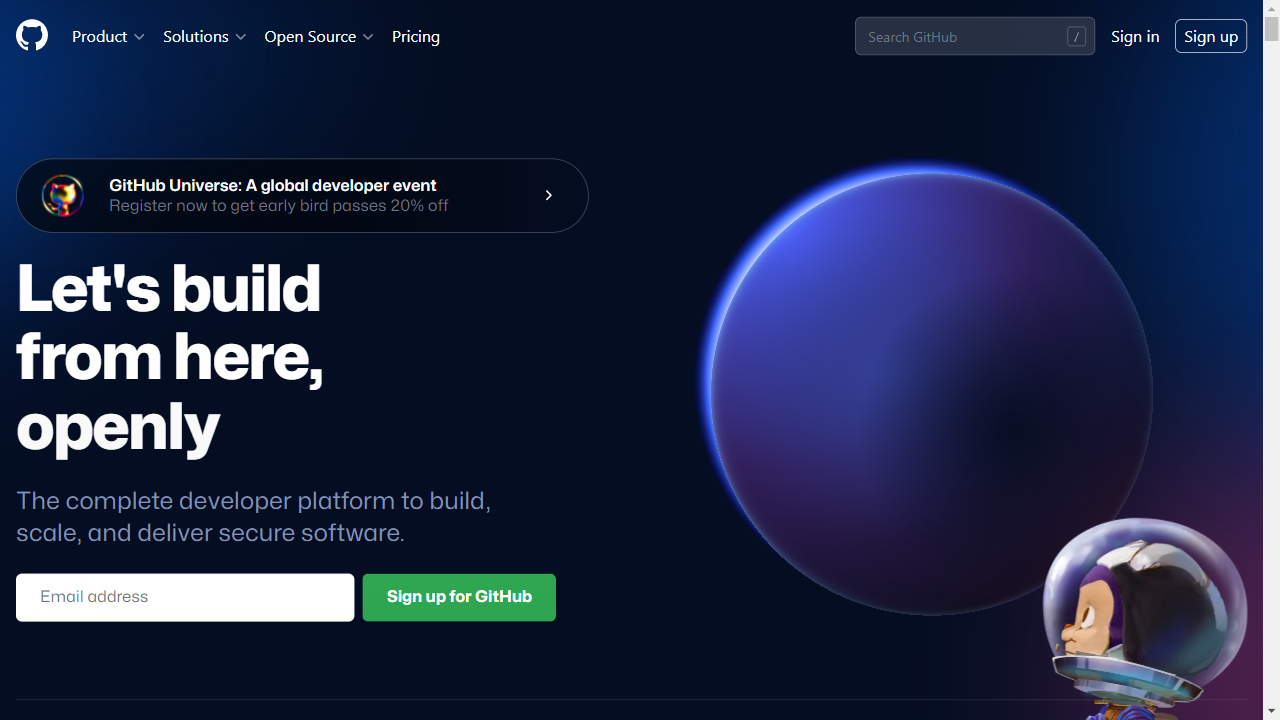 Product
Solutions
Open Source
Pricing
Search GitHub
/
Sign in
Sign up
GitHub Universe: A global developer event
Register now to get early bird passes 20% off
Let's build
from here,
openly
The complete developer platform to build,
scale, and deliver secure software.
Email address
Sign up for GitHub